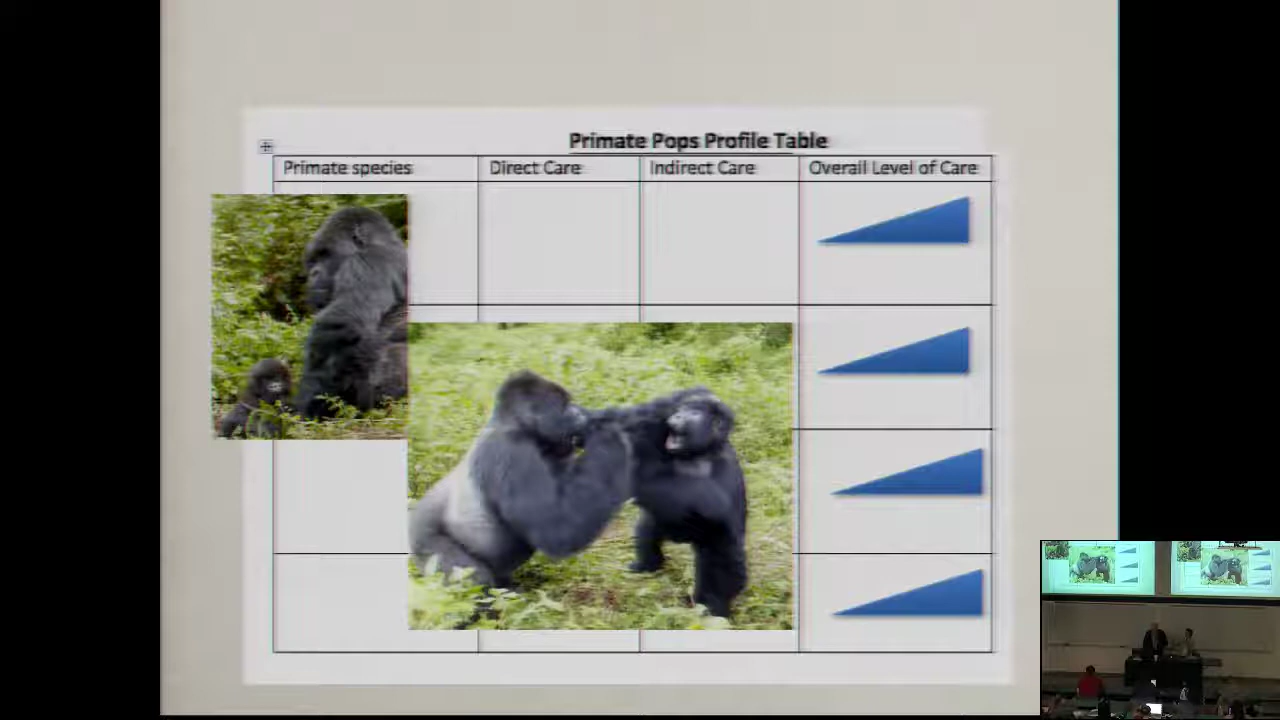 Primate Pops Profile Table
Primate species Direct Care Indirect Care Overall Level of Care